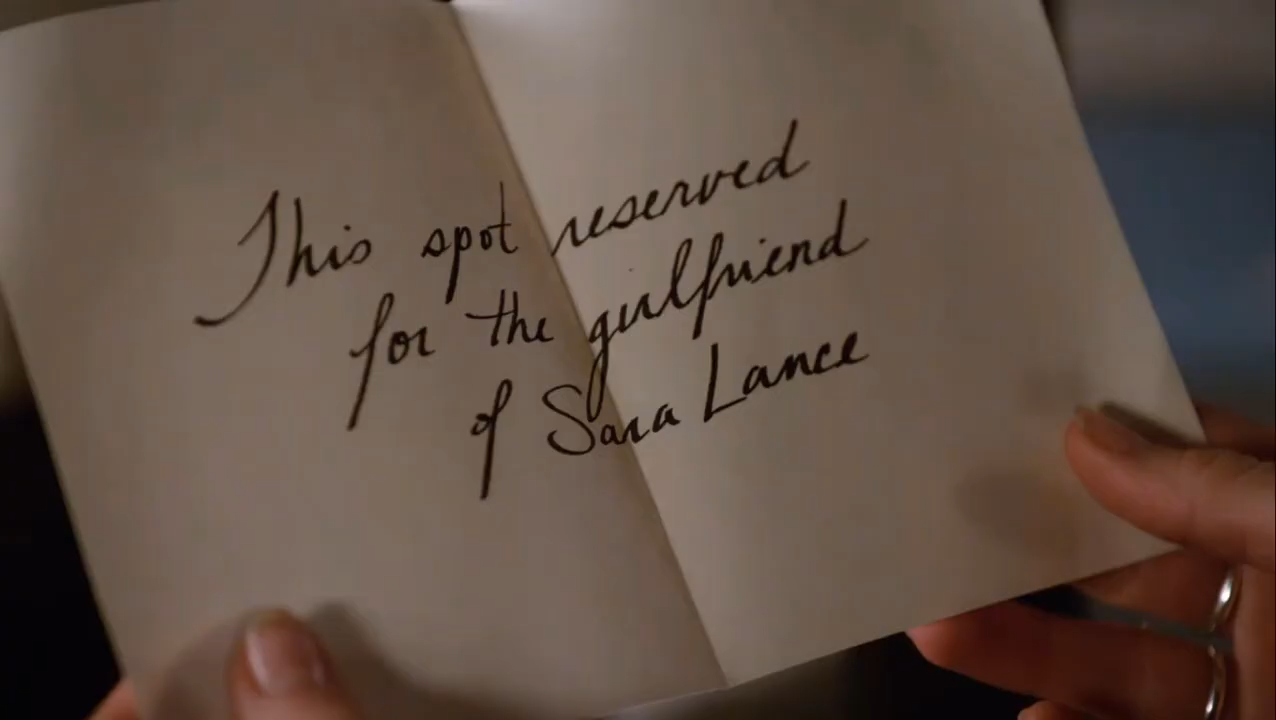 This spot reserved
for the girlfriend
of Sara Lance